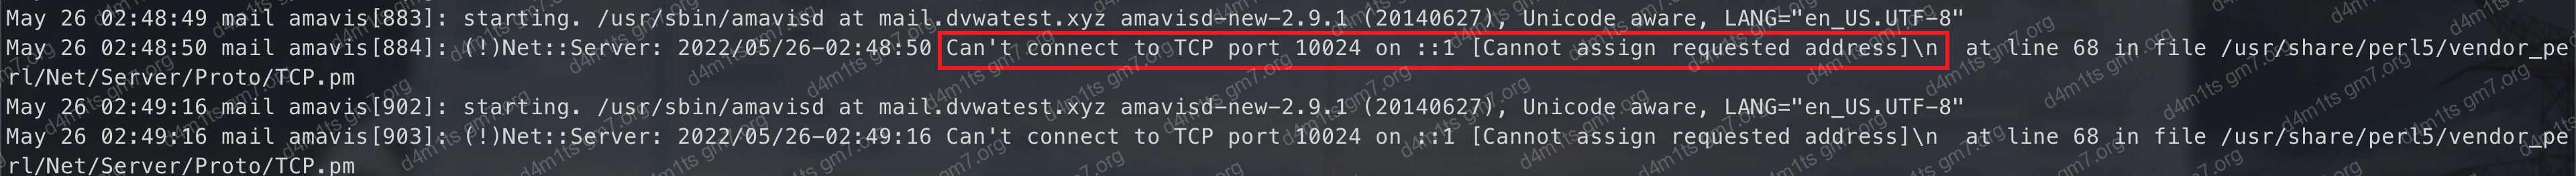 May 26 02:48:49 mail amavis[883]: starting. /usr/sbin/amavisd at mail.dvwatest.xyz amavisd-new-2.9.1 (20140627), Unicode aware, LANG="en_US.UTF-8"
May 26 02:48:50 mail amavis[884]: (!)Net::Server: 2022/05/26-02:48:50 Can't connect to TCP port 10024 on ::1 [Cannot assign requested address]\n  at line 68 in file /usr/share/perl5/vendor_pe
rl/Net/Server/Proto/TCP.pm
May 26 02:49:16 mail amavis[902]: starting. /usr/sbin/amavisd at mail.dvwatest.xyz amavisd-new-2.9.1 (20140627), Unicode aware, LANG="en_US.UTF-8"
May 26 02:49:16 mail amavis[903]: (!)Net::Server: 2022/05/26-02:49:16 Can't connect to TCP port 10024 on ::1 [Cannot assign requested address]\n  at line 68 in file /usr/share/perl5/vendor_pe
rl/Net/Server/Proto/TCP.pm
d4m1ts gm7.org